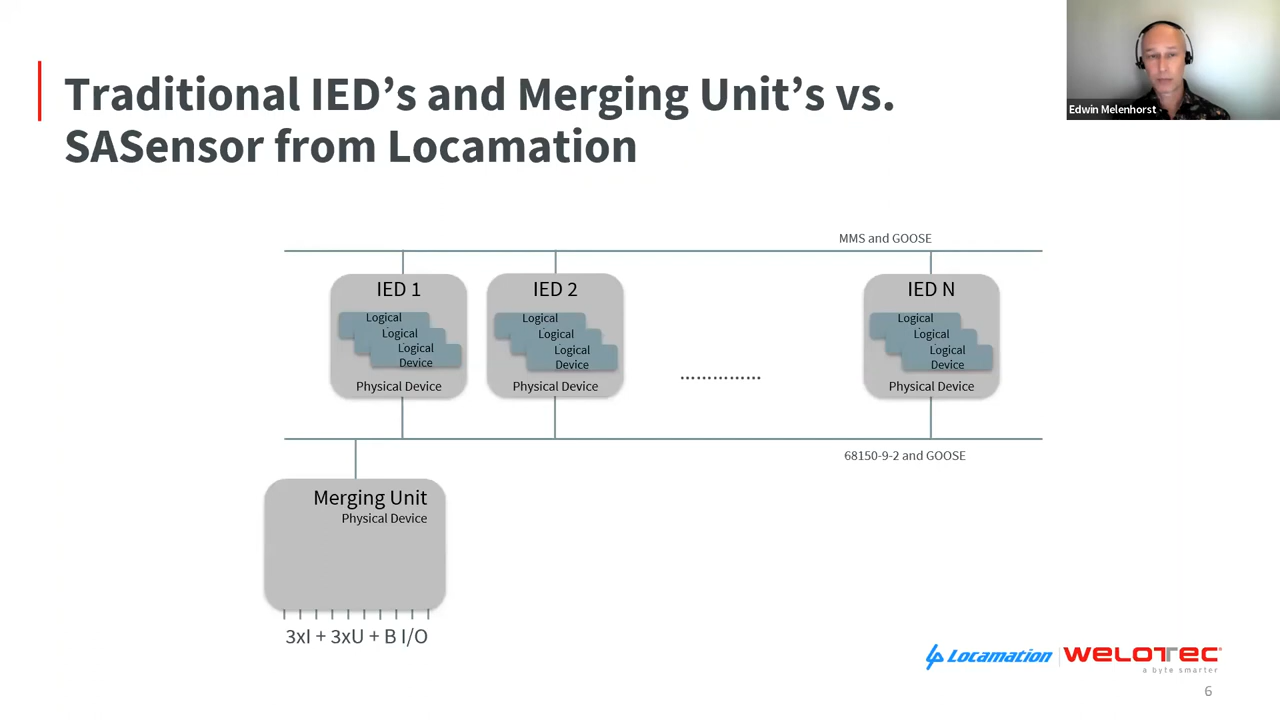 Traditional IED's and Merging Unit's vs.
SASensor from Locamation
Edwin Melenhorst
MMS and GOOSE
IED 1
Logical
Logical
Logical
Device
Physical Device
IED 2
Logical
Logical
Logical
Device
Physical Device
...............
IED N
Logical
Logical
Logical
Device
Physical Device
68150-9-2 and GOOSE
Merging Unit
Physical Device
3xI + 3xU + B I/O
Locamation
WELOTEC
a byte smarter
6